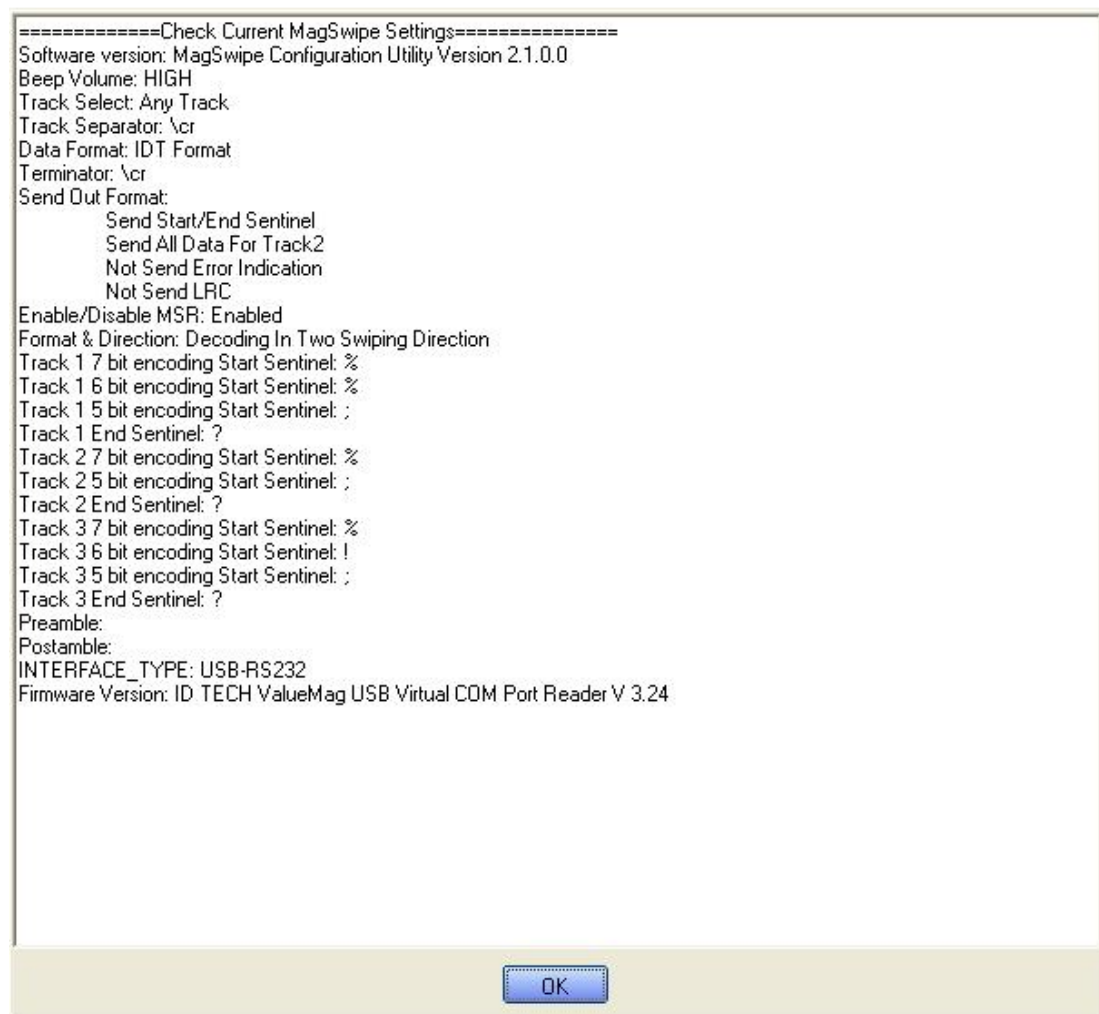 =============Check Current MagSwipe Settings===============
Software version: MagSwipe Configuration Utility Version 2.1.0.0
Beep Volume: HIGH
Track Select: Any Track
Track Separator: \cr
Data Format: IDT Format
Terminator: \cr
Send Out Format:
Send Start/End Sentinel
Send All Data For Track2
Not Send Error Indication
Not Send LRC
Enable/Disable MSR: Enabled
Format & Direction: Decoding In Two Swiping Direction
Track 1 7 bit encoding Start Sentinel: %
Track 1 6 bit encoding Start Sentinel: %
Track 1 5 bit encoding Start Sentinel: ;
Track 1 End Sentinel: ?
Track 2 7 bit encoding Start Sentinel: %
Track 2 5 bit encoding Start Sentinel: ;
Track 2 End Sentinel: ?
Track 3 7 bit encoding Start Sentinel: %
Track 3 6 bit encoding Start Sentinel: !
Track 3 5 bit encoding Start Sentinel: ;
Track 3 End Sentinel: ?
Preamble:
Postamble:
INTERFACE_TYPE: USB-RS232
Firmware Version: ID TECH ValueMag USB Virtual COM Port Reader V 3.24
OK